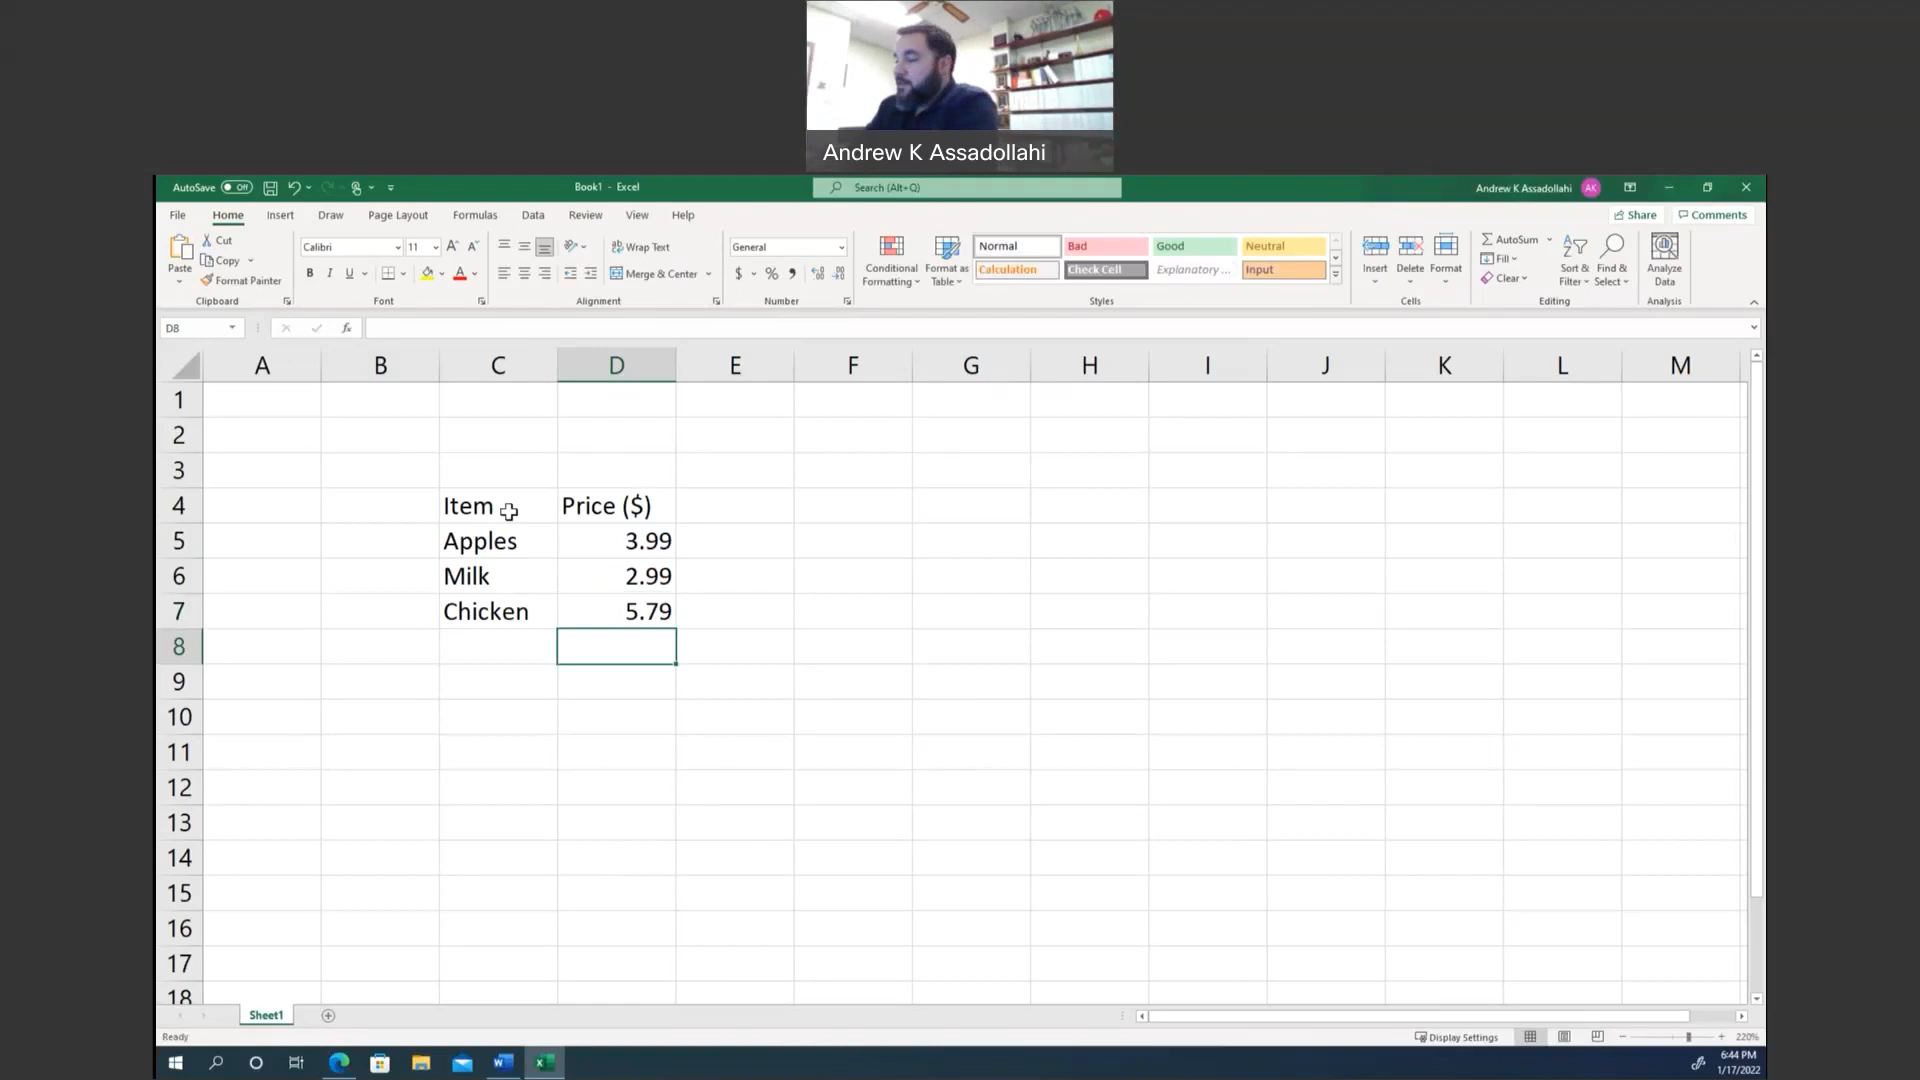 Andrew K Assadollahi
AutoSave Off
Book1 - Excel
Search (Alt+Q)
Andrew K Assadollahi AK
File Home Insert Draw Page Layout Formulas Data Review View Help
Share Comments
Paste
Cut
Copy
Format Painter
Clipboard
Calibri 11
B I U
Font
Wrap Text
Merge & Center
Alignment
General
$ % 9
Number
Conditional Formatting
Format as Table
Normal Bad Good Neutral
Calculation Check Cell Explanatory ... Input
Styles
Insert Delete Format
Cells
AutoSum
Fill
Clear
Sort & Filter
Find & Select
Editing
Analyze Data
Analysis
D8
fx
A B C D E F G H I J K L M
1
2
3
4 Item Price ($)
5 Apples 3.99
6 Milk 2.99
7 Chicken 5.79
8
9
10
11
12
13
14
15
16
17
18
Sheet1
Ready
Display Settings
220%
6:44 PM
1/17/2022